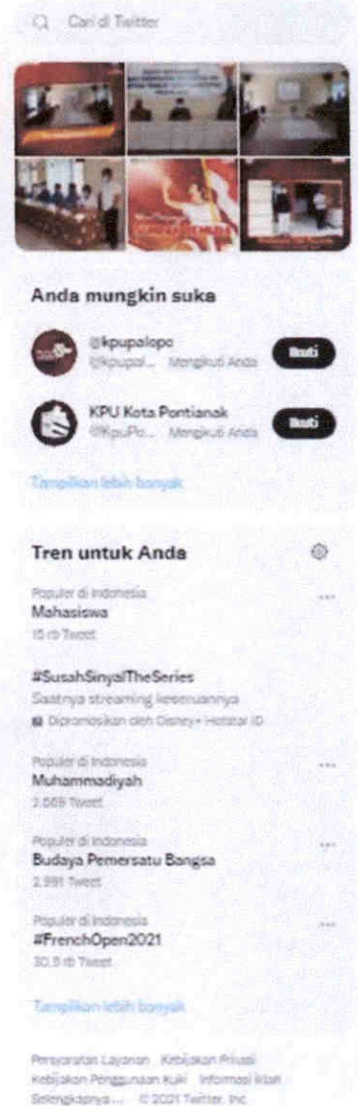 Cari di Twitter
Anda mungkin suka
@kpupalopo
@kpupal... Mengikuti Anda
Ikuti
KPU Kota Pontianak
@KpuPo... Mengikuti Anda
Ikuti
Tampilkan lebih banyak
Tren untuk Anda
Populer di Indonesia
Mahasiswa
15 rb Tweet
#SusahSinyalTheSeries
Saatnya streaming keseruannya
Dipromosikan oleh Disney+ Hotstar ID
Populer di Indonesia
Muhammadiyah
2.669 Tweet
Populer di Indonesia
Budaya Pemersatu Bangsa
2.991 Tweet
Populer di Indonesia
#FrenchOpen2021
30,9 rb Tweet
Tampilkan lebih banyak
Persyaratan Layanan Kebijakan Privasi
Kebijakan Penggunaan Kuki Informasi iklan
Selengkapnya ... © 2021 Twitter, Inc.